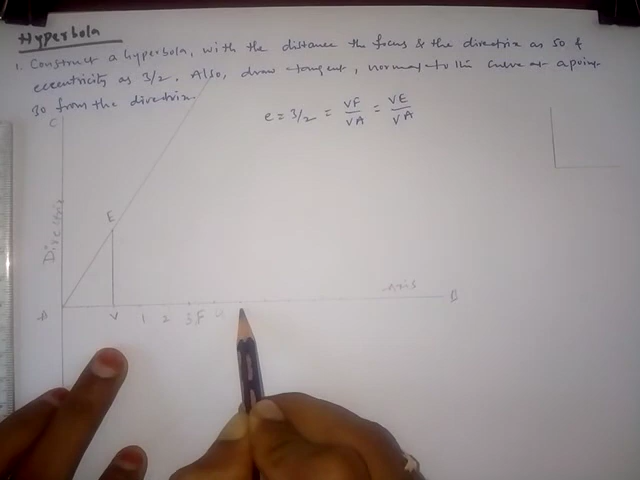 Hyperbola
1. Construct a hyperbola, with the distance the focus & the directrix as 50 &
eccentricity as 3/2. Also, draw tangent, normal to the curve at a point
30 from the directrix.
e = 3/2 = VF/VA = VE/VA
C
Directrix
E
A V 1 2 3 F 4
axis B